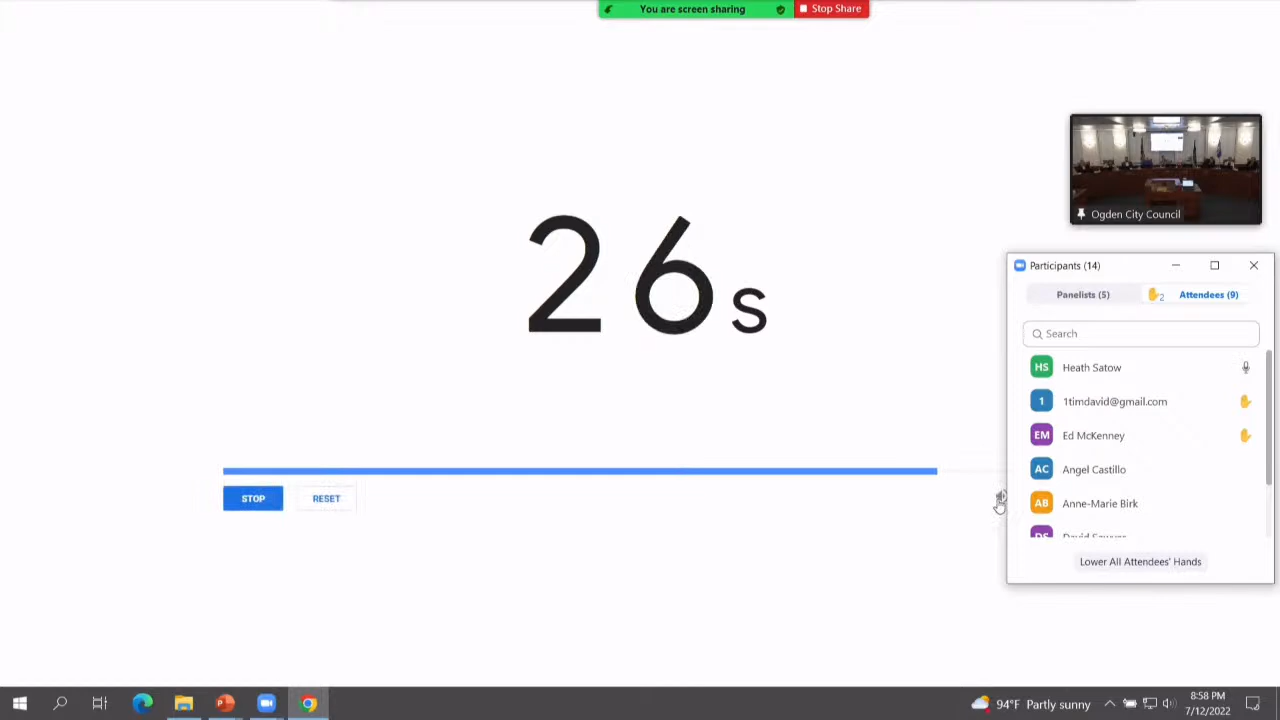 You are screen sharing
Stop Share
26s
STOP
RESET
Ogden City Council
Participants (14)
Panelists (5)
2
Attendees (9)
Search
HS Heath Satow
1 1timdavid@gmail.com
EM Ed McKenney
AC Angel Castillo
AB Anne-Marie Birk
Lower All Attendees' Hands
94°F Partly sunny
8:58 PM
7/12/2022